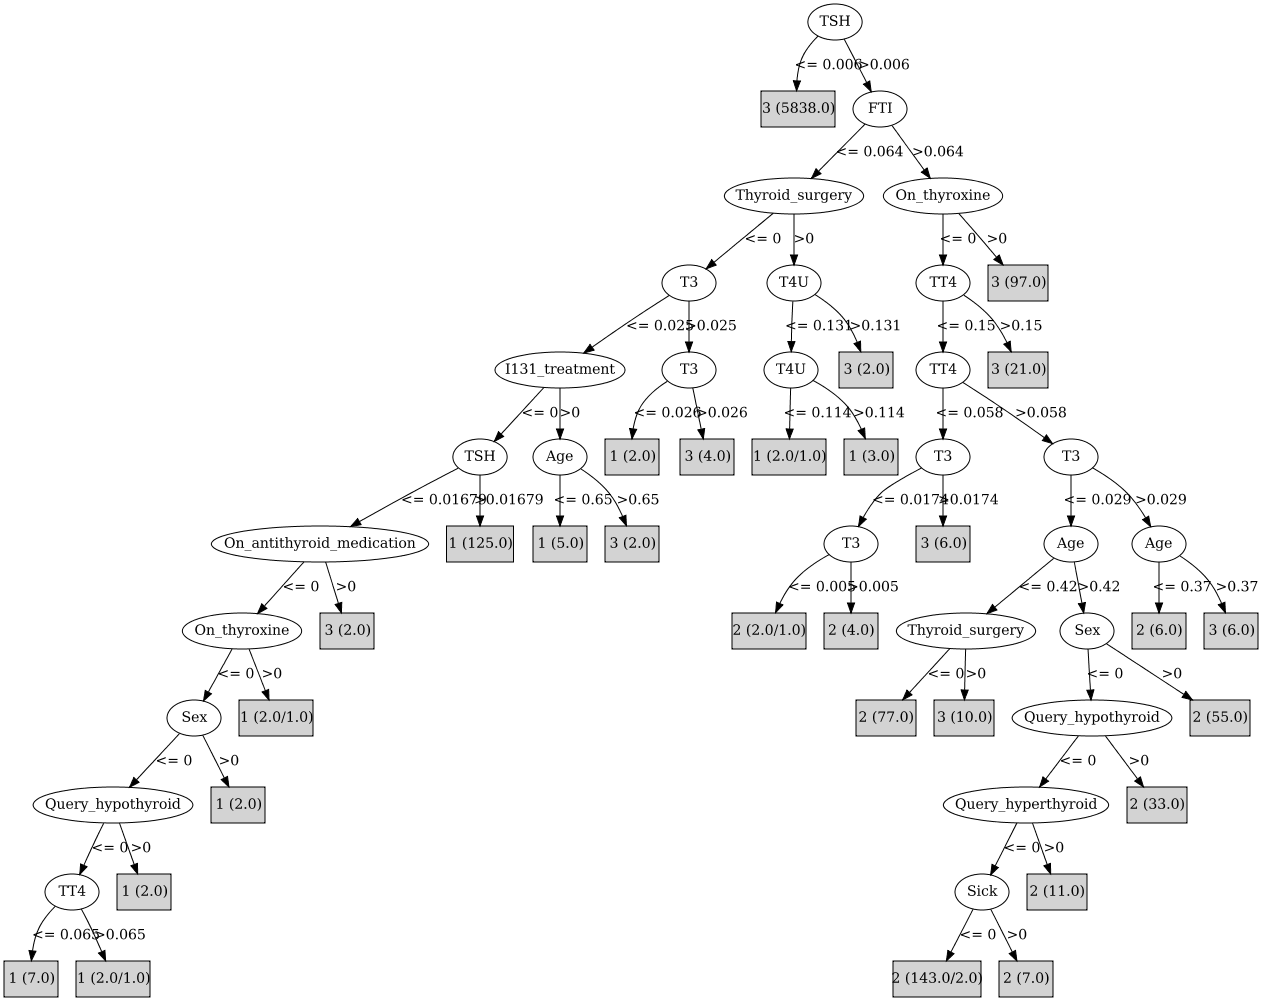 TSH
<= 0.006 >0.006
3 (5838.0) FTI
<= 0.064 >0.064
Thyroid_surgery On_thyroxine
<= 0 >0 <= 0 >0
T3 T4U TT4 3 (97.0)
<= 0.025 >0.025 <= 0.131 >0.131 <= 0.15 >0.15
I131_treatment T3 T4U 3 (2.0) TT4 3 (21.0)
<= 0 >0 <= 0.026 >0.026 <= 0.114 >0.114 <= 0.058 >0.058
TSH Age 1 (2.0) 3 (4.0) 1 (2.0/1.0) 1 (3.0) T3 T3
<= 0.01679 >0.01679 <= 0.65 >0.65 <= 0.0174 >0.0174 <= 0.029 >0.029
On_antithyroid_medication 1 (125.0) 1 (5.0) 3 (2.0) T3 3 (6.0) Age Age
<= 0 >0 <= 0.005 >0.005 <= 0.42 >0.42 <= 0.37 >0.37
On_thyroxine 3 (2.0) 2 (2.0/1.0) 2 (4.0) Thyroid_surgery Sex 2 (6.0) 3 (6.0)
<= 0 >0 <= 0 >0 <= 0 >0
Sex 1 (2.0/1.0) 2 (77.0) 3 (10.0) Query_hypothyroid 2 (55.0)
<= 0 >0 <= 0 >0
Query_hypothyroid 1 (2.0) Query_hyperthyroid 2 (33.0)
<= 0 >0 <= 0 >0
TT4 1 (2.0) Sick 2 (11.0)
<= 0.065 >0.065 <= 0 >0
1 (7.0) 1 (2.0/1.0) 2 (143.0/2.0) 2 (7.0)